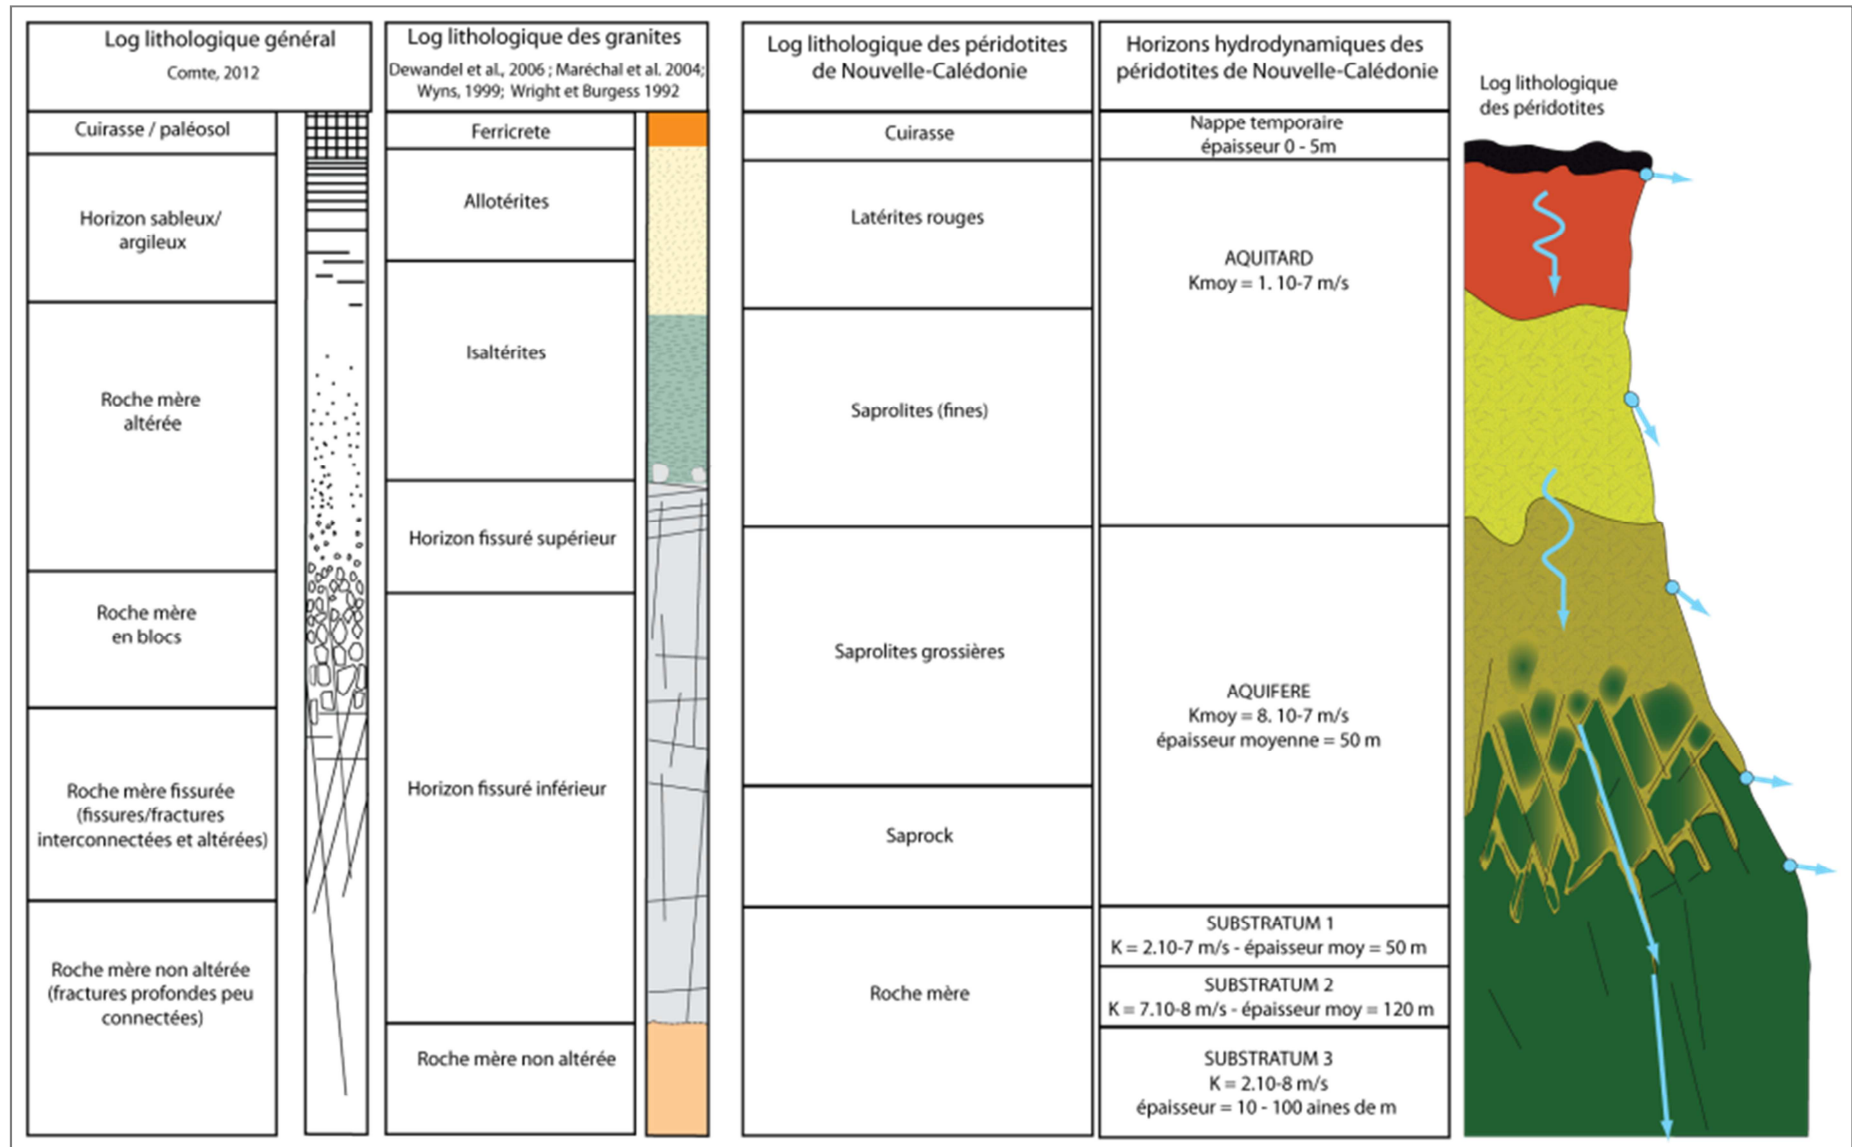 Log lithologique général
Comte, 2012
Cuirasse / paléosol
Horizon sableux/
argileux
Roche mère
altérée
Roche mère
en blocs
Roche mère fissurée
(fissures/fractures
interconnectées et altérées)
Roche mère non altérée
(fractures profondes peu
connectées)
Log lithologique des granites
Dewandel et al., 2006 ; Maréchal et al. 2004;
Wyns, 1999; Wright et Burgess 1992
Ferricrete
Allotérites
Isaltérites
Horizon fissuré supérieur
Horizon fissuré inférieur
Roche mère non altérée
Log lithologique des péridotites
de Nouvelle-Calédonie
Cuirasse
Latérites rouges
Saprolites (fines)
Saprolites grossières
Saprock
Roche mère
Horizons hydrodynamiques des
péridotites de Nouvelle-Calédonie
Nappe temporaire
épaisseur 0 - 5m
AQUITARD
Kmoy = 1. 10-7 m/s
AQUIFERE
Kmoy = 8. 10-7 m/s
épaisseur moyenne = 50 m
SUBSTRATUM 1
K = 2.10-7 m/s - épaisseur moy = 50 m
SUBSTRATUM 2
K = 7.10-8 m/s - épaisseur moy = 120 m
SUBSTRATUM 3
K = 2.10-8 m/s
épaisseur = 10 - 100 aines de m
Log lithologique
des péridotites